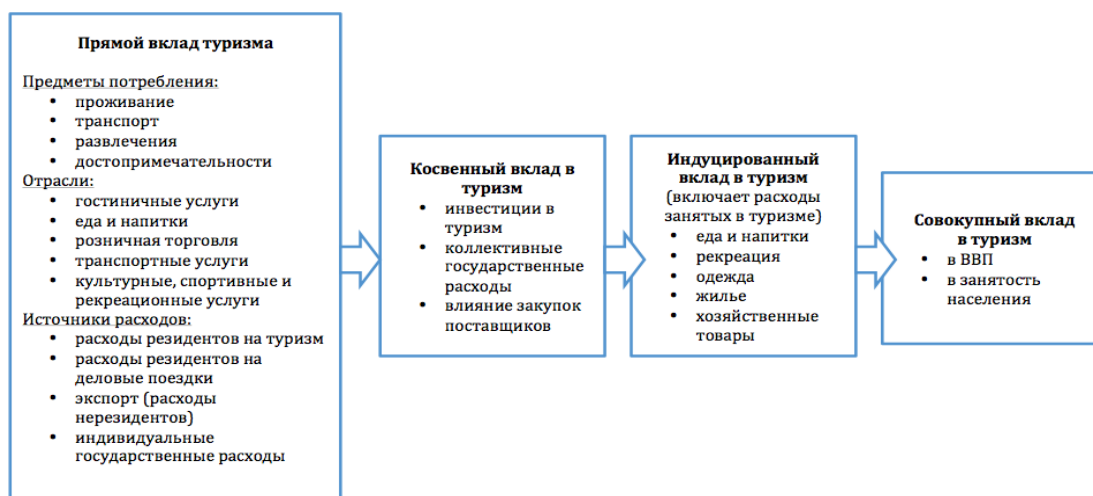 Прямой вклад туризма
Предметы потребления:
• проживание
• транспорт
• развлечения
• достопримечательности
Отрасли:
• гостиничные услуги
• еда и напитки
• розничная торговля
• транспортные услуги
• культурные, спортивные и
рекреационные услуги
Источники расходов:
• расходы резидентов на туризм
• расходы резидентов на
деловые поездки
• экспорт (расходы
нерезидентов)
• индивидуальные
государственные расходы
Косвенный вклад в
туризм
• инвестиции в
туризм
• коллективные
государственные
расходы
• влияние закупок
поставщиков
Индуцированный
вклад в туризм
(включает расходы
занятых в туризме)
• еда и напитки
• рекреация
• одежда
• жилье
• хозяйственные
товары
Совокупный вклад
в туризм
• в ВВП
• в занятость
населения